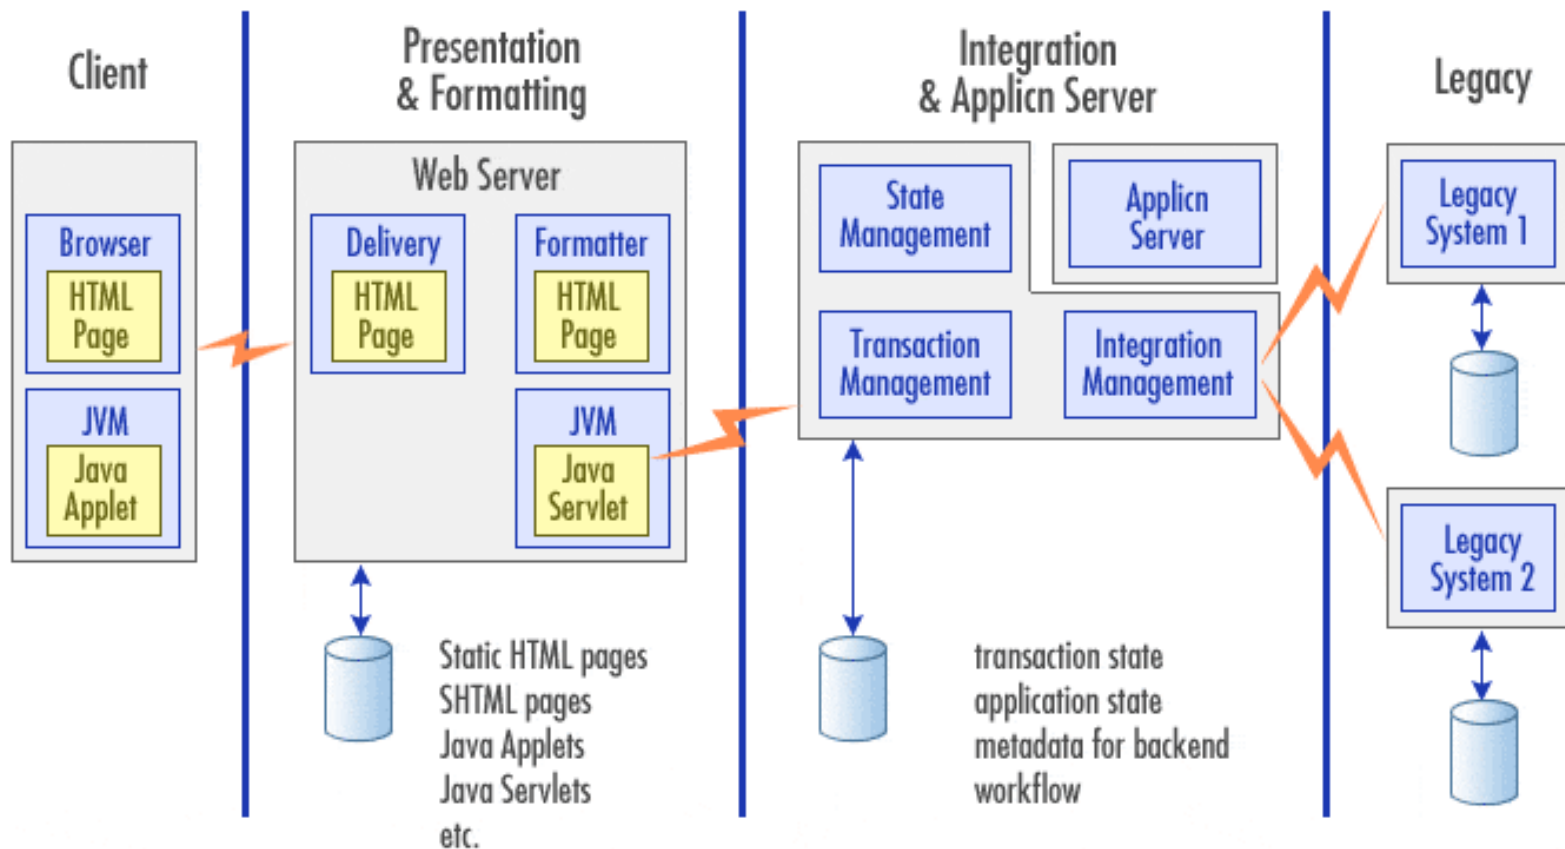 Client
Presentation
& Formatting
Integration
& Applicn Server
Legacy
Browser
HTML
Page
JVM
Java
Applet
Web Server
Delivery
HTML
Page
Formatter
HTML
Page
JVM
Java
Servlet
Static HTML pages
SHTML pages
Java Applets
Java Servlets
etc.
State
Management
Applicn
Server
Transaction
Management
Integration
Management
transaction state
application state
metadata for backend
workflow
Legacy
System 1
Legacy
System 2